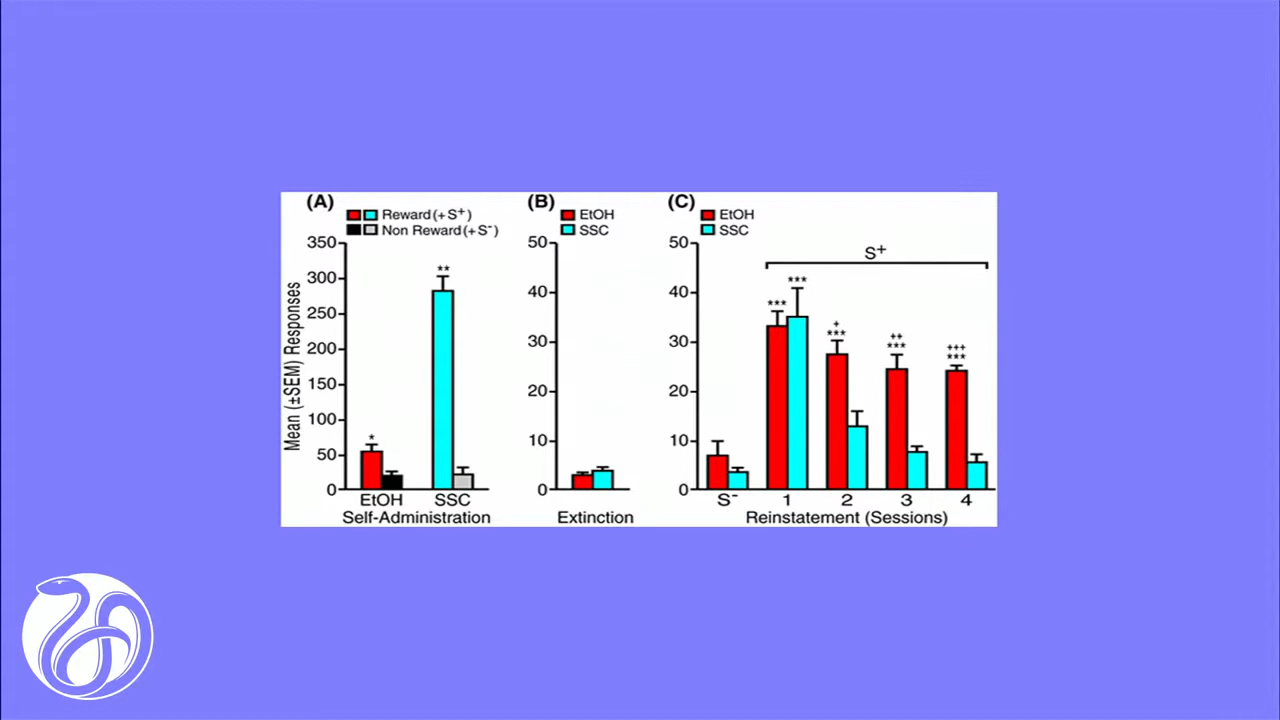 (A)
Reward (+S+)
Non Reward (+S-)
Mean (±SEM) Responses
350
300
250
200
150
100
50
0
**
*
EtOH
SSC
Self-Administration
(B)
EtOH
SSC
50
40
30
20
10
0
Extinction
(C)
EtOH
SSC
50
40
30
20
10
0
S+
***
***
+
***
++
***
+++
***
S-
1
2
3
4
Reinstatement (Sessions)